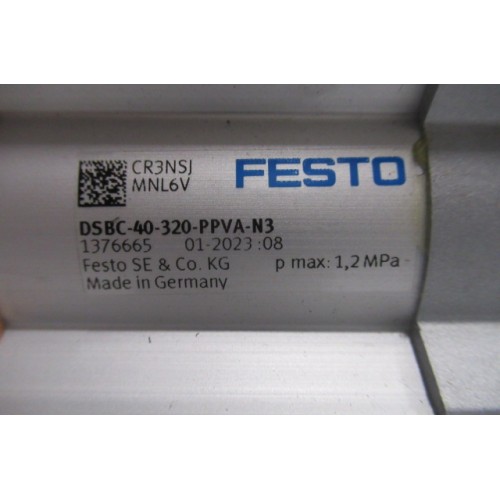 CR3NSJ
MNL6V
FESTO
DSBC-40-320-PPVA-N3
1376665 01-2023:08
Festo SE & Co. KG p max: 1,2 MPa
Made in Germany